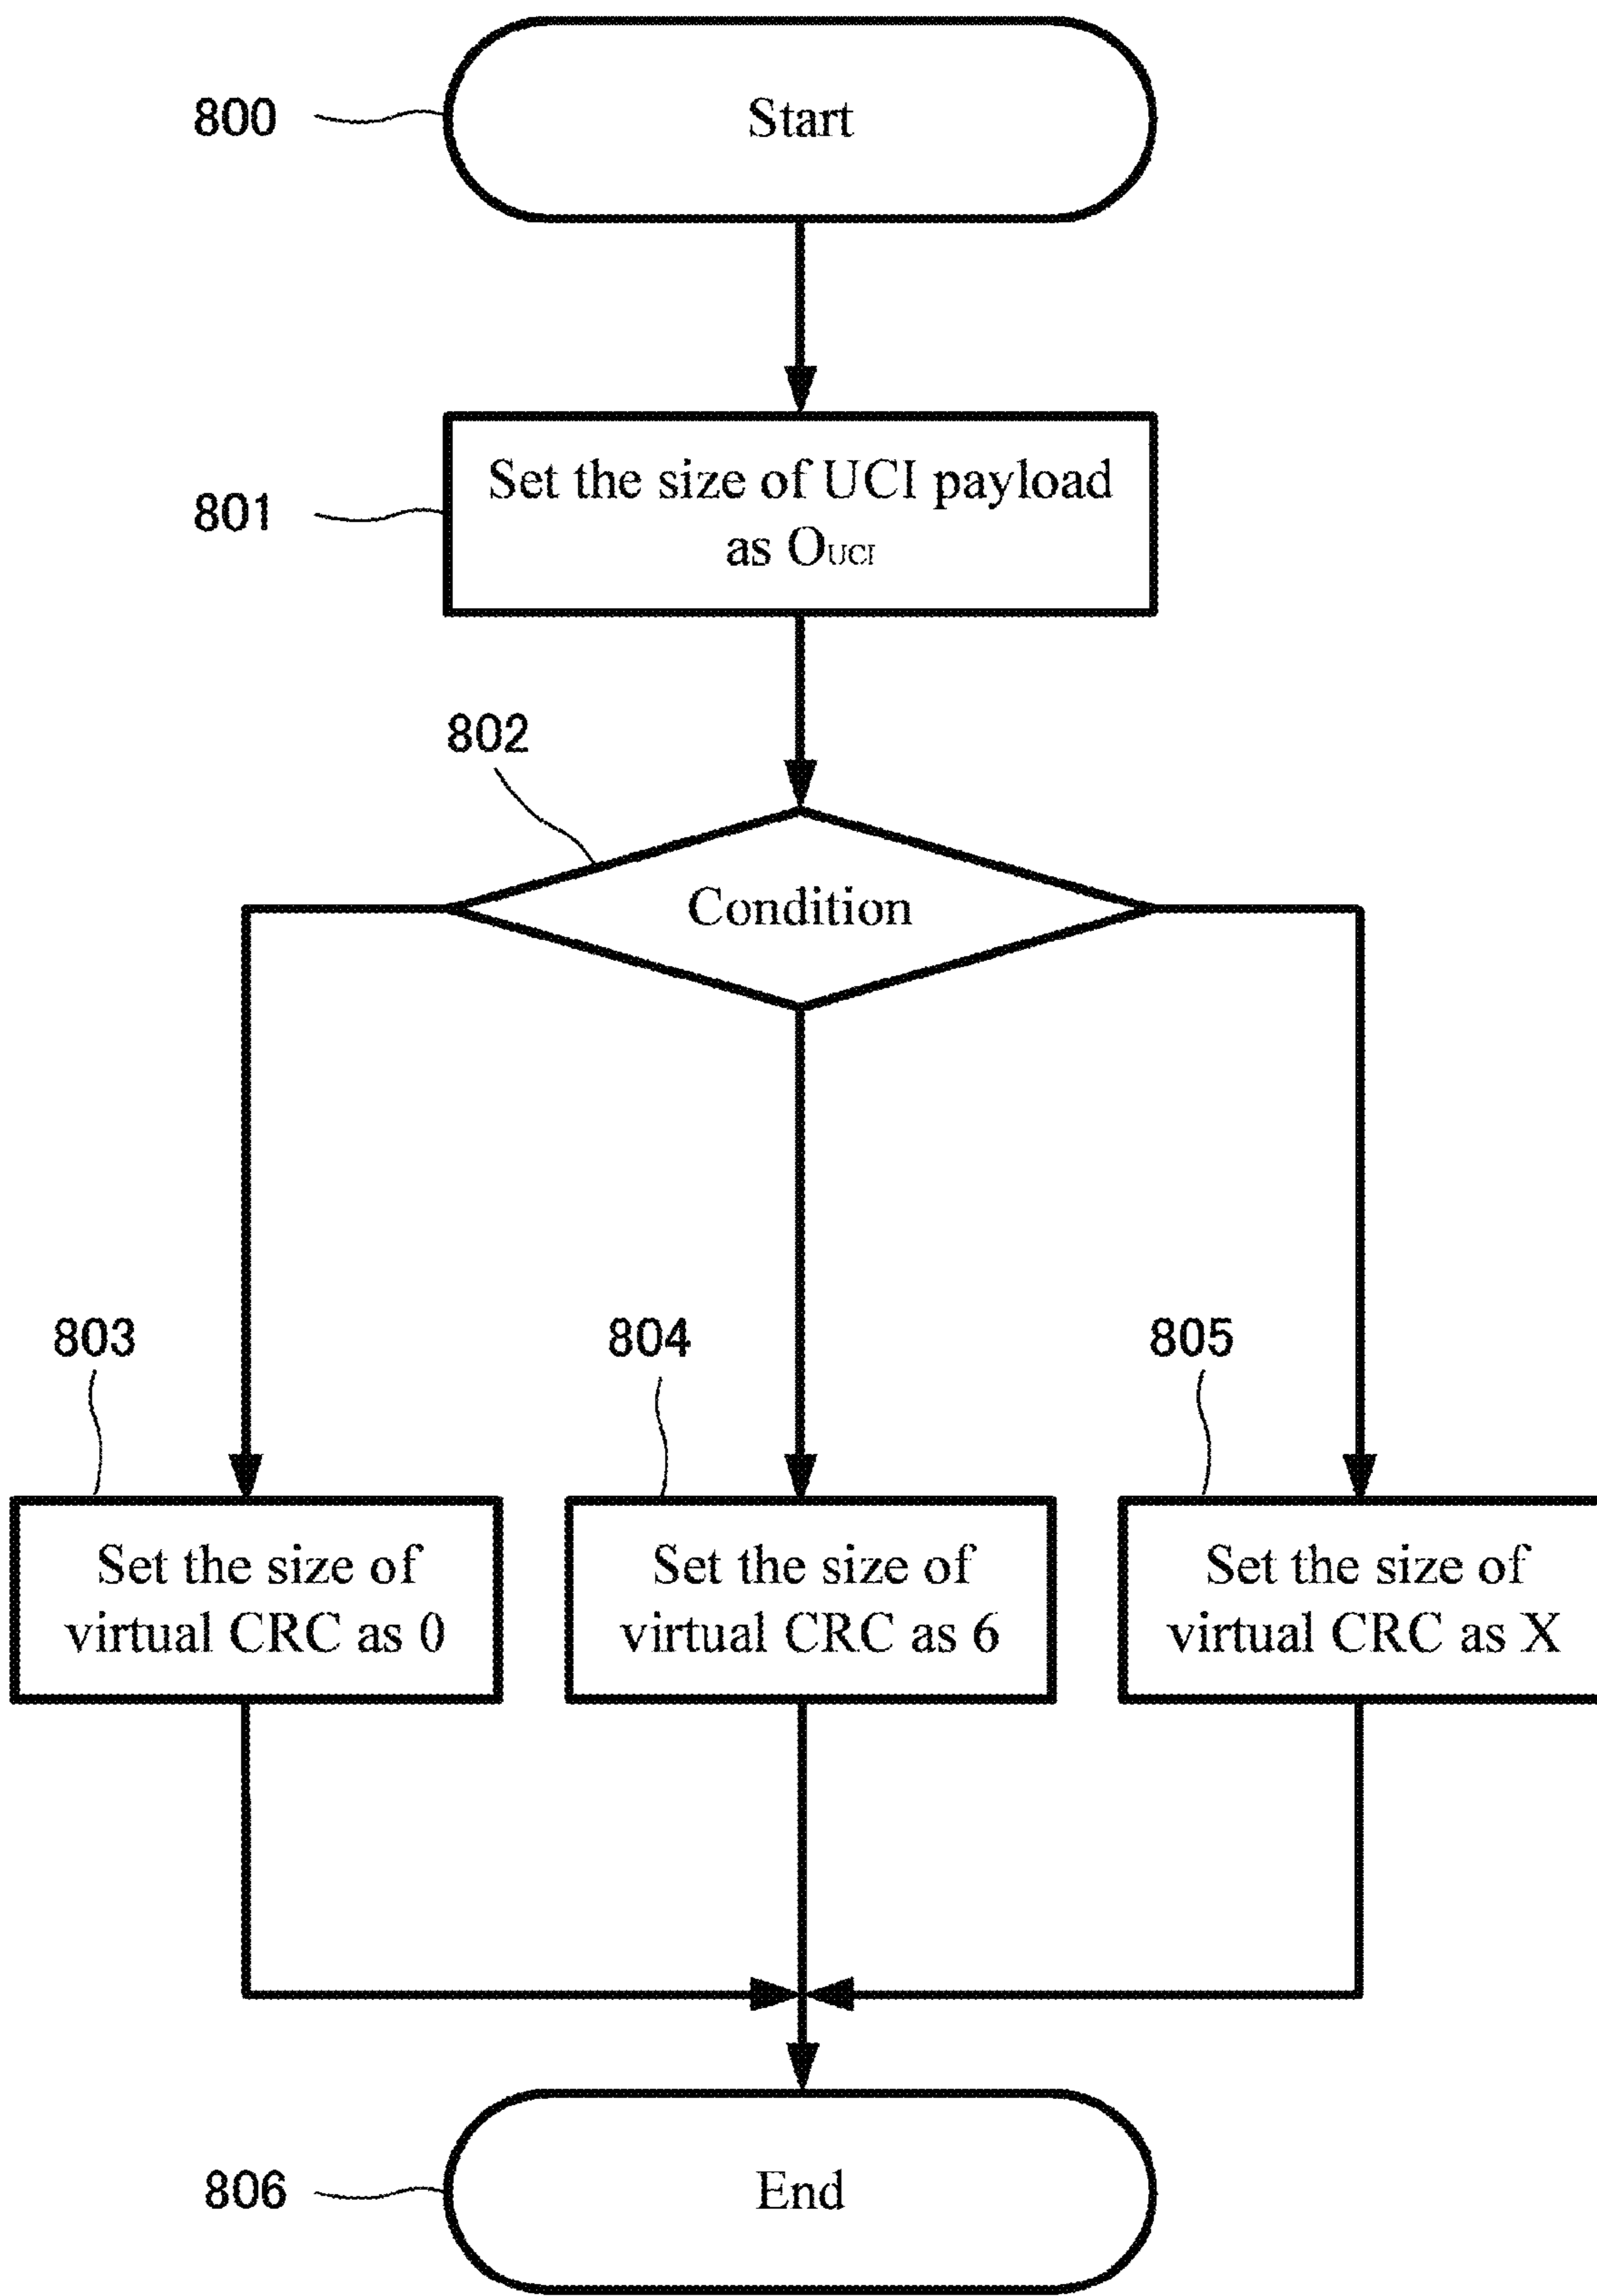 800
Start
801
Set the size of UCI payload
as OUCI
802
Condition
803
804
805
Set the size of
virtual CRC as 0
Set the size of
virtual CRC as 6
Set the size of
virtual CRC as X
806
End